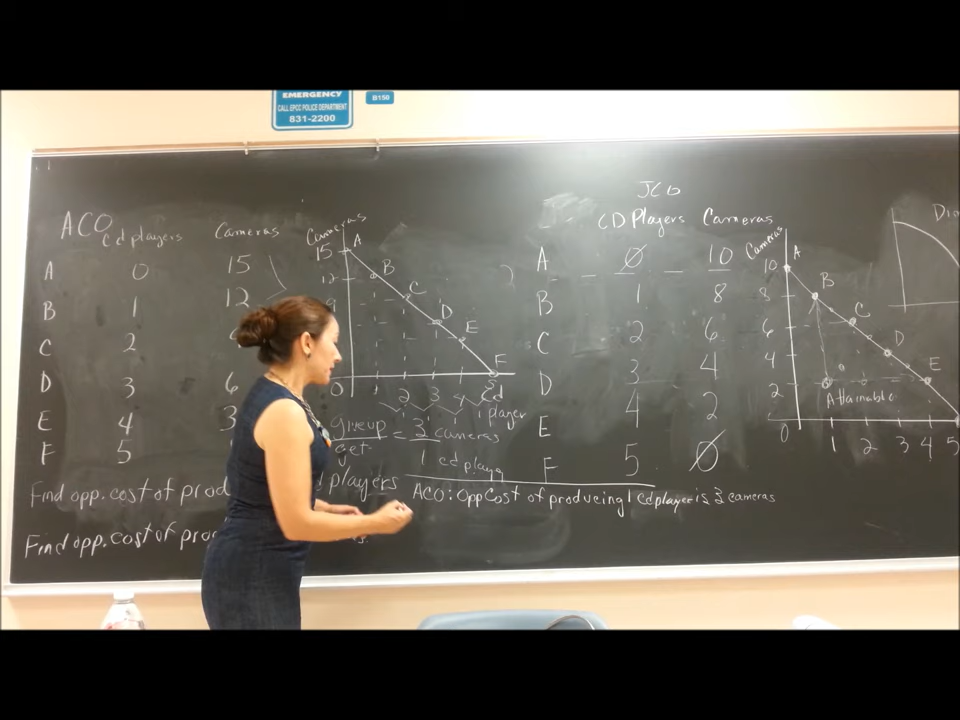 EMERGENCY
CALL EPCC POLICE DEPARTMENT
831-2200
B150
ACO
Cd players Cameras
A 0 15
B 1 12
C 2
D 3 6
E 4 3
F 5
Cameras
15 A
12 B
9 C
D
E
F
0 1 2 3 4 5 Cd player
giveup = 3 cameras
get 1 cd player
Find opp. cost of prod players
Find opp. cost of pro
ACO: Opp Cost of producing 1 cd player is 3 cameras
JCO
CD Players Cameras
A 0 10
B 1 8
C 2 6
D 3 4
E 4 2
F 5 0
Cameras
10 A
8 B
6 C
4 D
2 E
Attainable
0 1 2 3 4 5